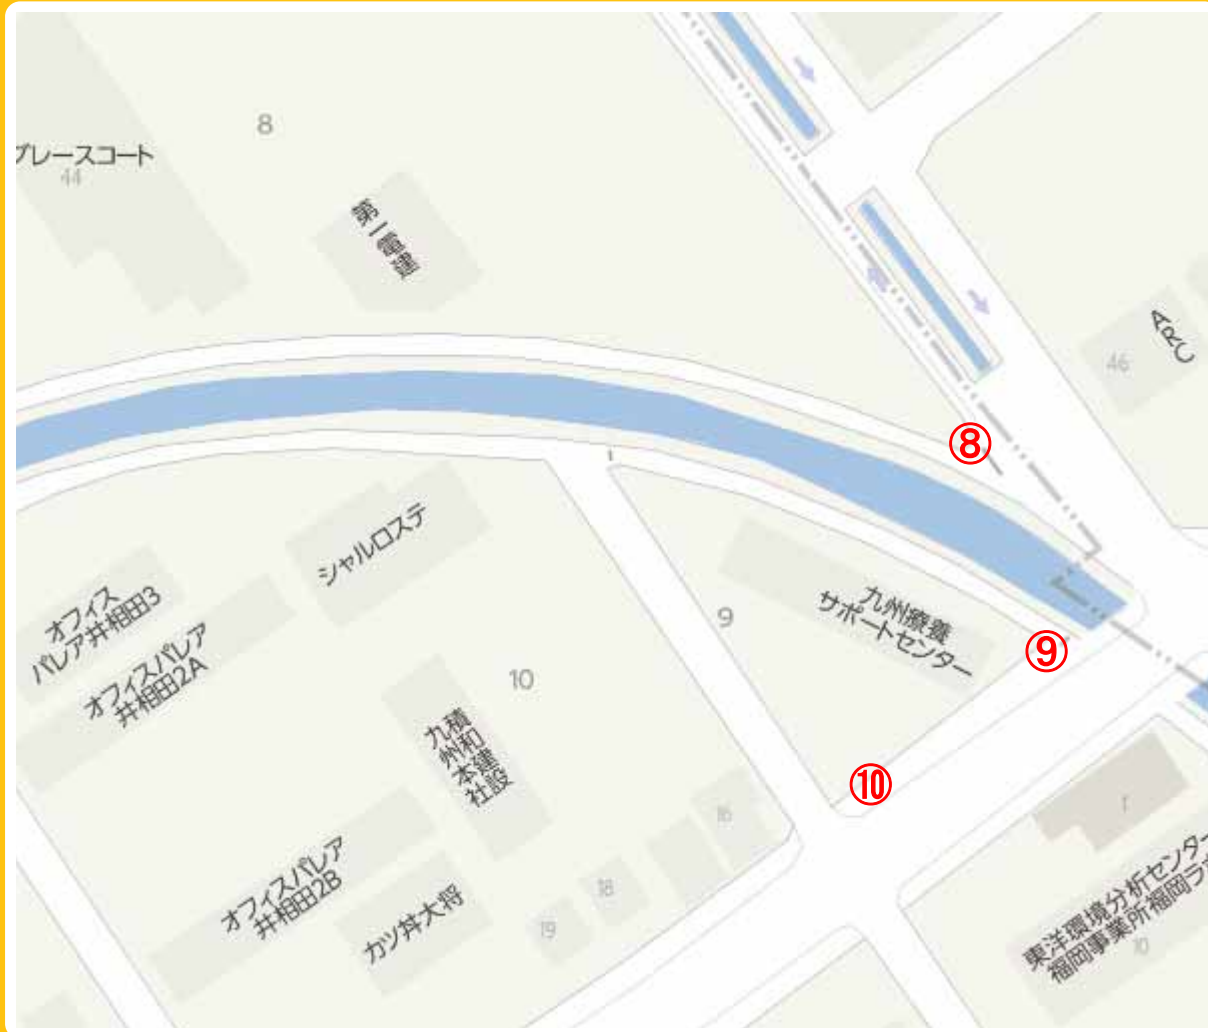 8
グレースコート
44
第一電建
ARC
46
⑧
シャルロステ
オフィス
パレア井相田3
オフィスパレア
井相田2A
九州療養
サポートセンター
9
⑨
10
積和建設
九州本社
⑩
16
オフィスパレア
井相田2B
カツ丼大将
18
19
1
東洋環境分析センター
福岡事業所福岡ラボ
10